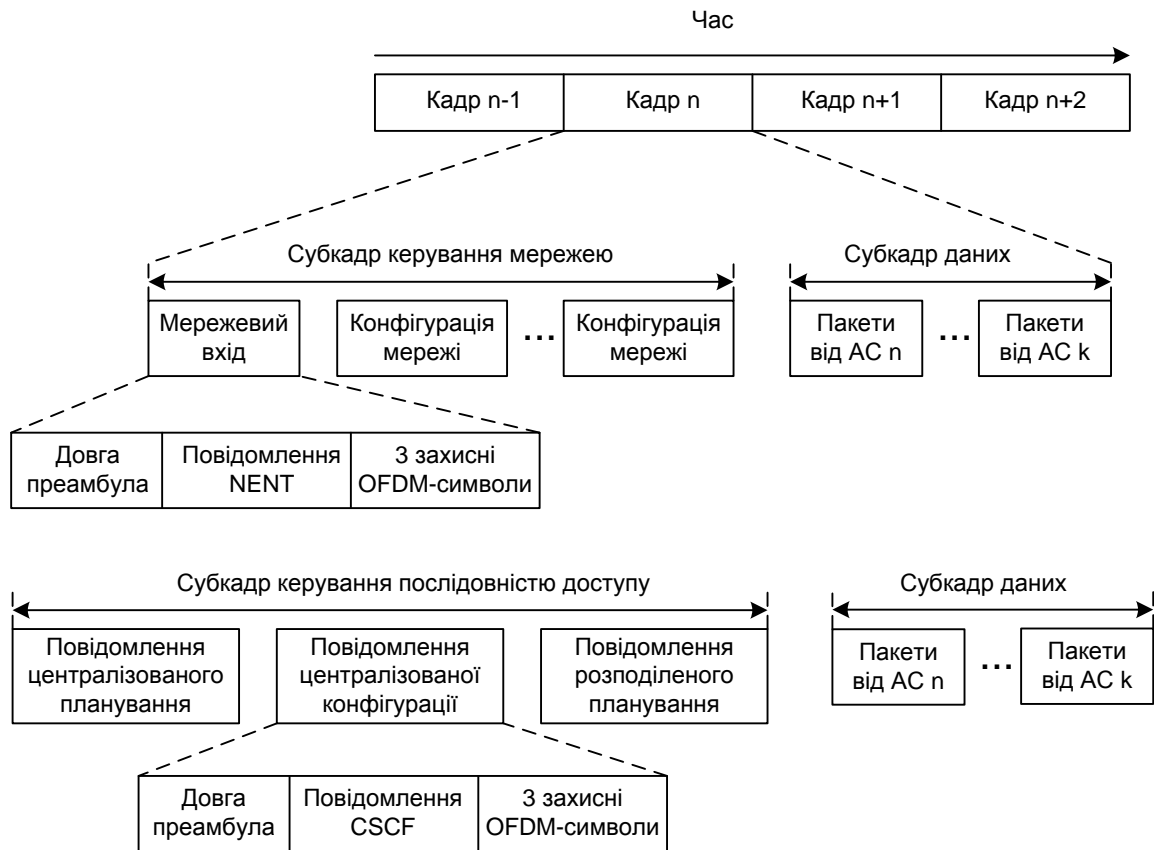 Час
Кадр n-1 Кадр n Кадр n+1 Кадр n+2
Субкадр керування мережею Субкадр даних
Мережевий вхід
Конфігурація мережі
...
Конфігурація мережі
Пакети від АС n
...
Пакети від АС k
Довга преамбула
Повідомлення NENT
3 захисні OFDM-символи
Субкадр керування послідовністю доступу Субкадр даних
Повідомлення централізованого планування
Повідомлення централізованої конфігурації
Повідомлення розподіленого планування
Пакети від АС n
...
Пакети від АС k
Довга преамбула
Повідомлення CSCF
3 захисні OFDM-символи